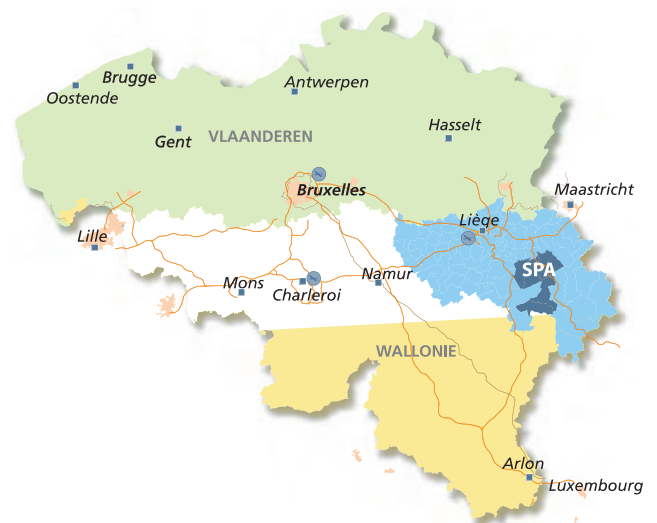 Brugge
Oostende
Antwerpen
Gent
VLAANDEREN
Hasselt
Bruxelles
Maastricht
Lille
Liège
SPA
Mons
Charleroi
Namur
WALLONIE
Arlon
Luxembourg